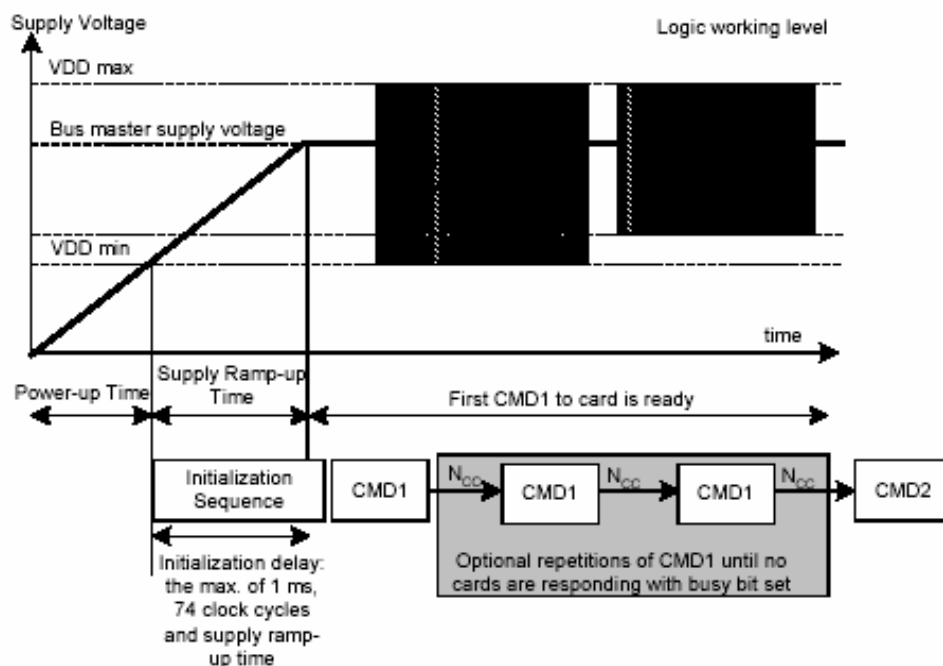 Supply Voltage
Logic working level
VDD max
Bus master supply voltage
VDD min
time
Power-up Time
Supply Ramp-up
Time
First CMD1 to card is ready
Initialization
Sequence
CMD1
NCC
CMD1
NCC
CMD1
NCC
CMD2
Optional repetitions of CMD1 until no
cards are responding with busy bit set
Initialization delay:
the max. of 1 ms,
74 clock cycles
and supply ramp-
up time